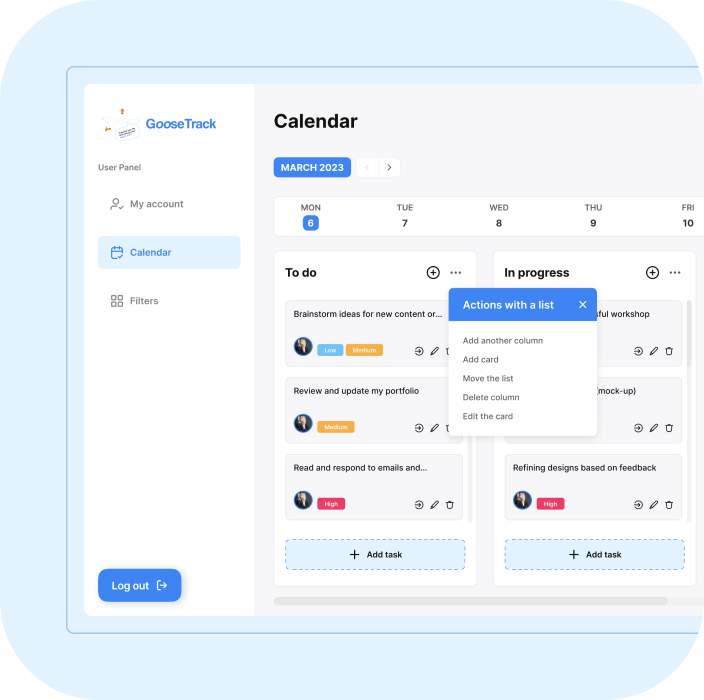 GooseTrack
User Panel
My account
Calendar
Filters
Log out
Calendar
MARCH 2023
MON TUE WED THU FRI
6 7 8 9 10
To do
Brainstorm ideas for new content or...
Low Medium
Review and update my portfolio
Medium
Read and respond to emails and...
High
Add task
In progress
ful workshop
(mock-up)
Refining designs based on feedback
High
Add task
Actions with a list
Add another column
Add card
Move the list
Delete column
Edit the card